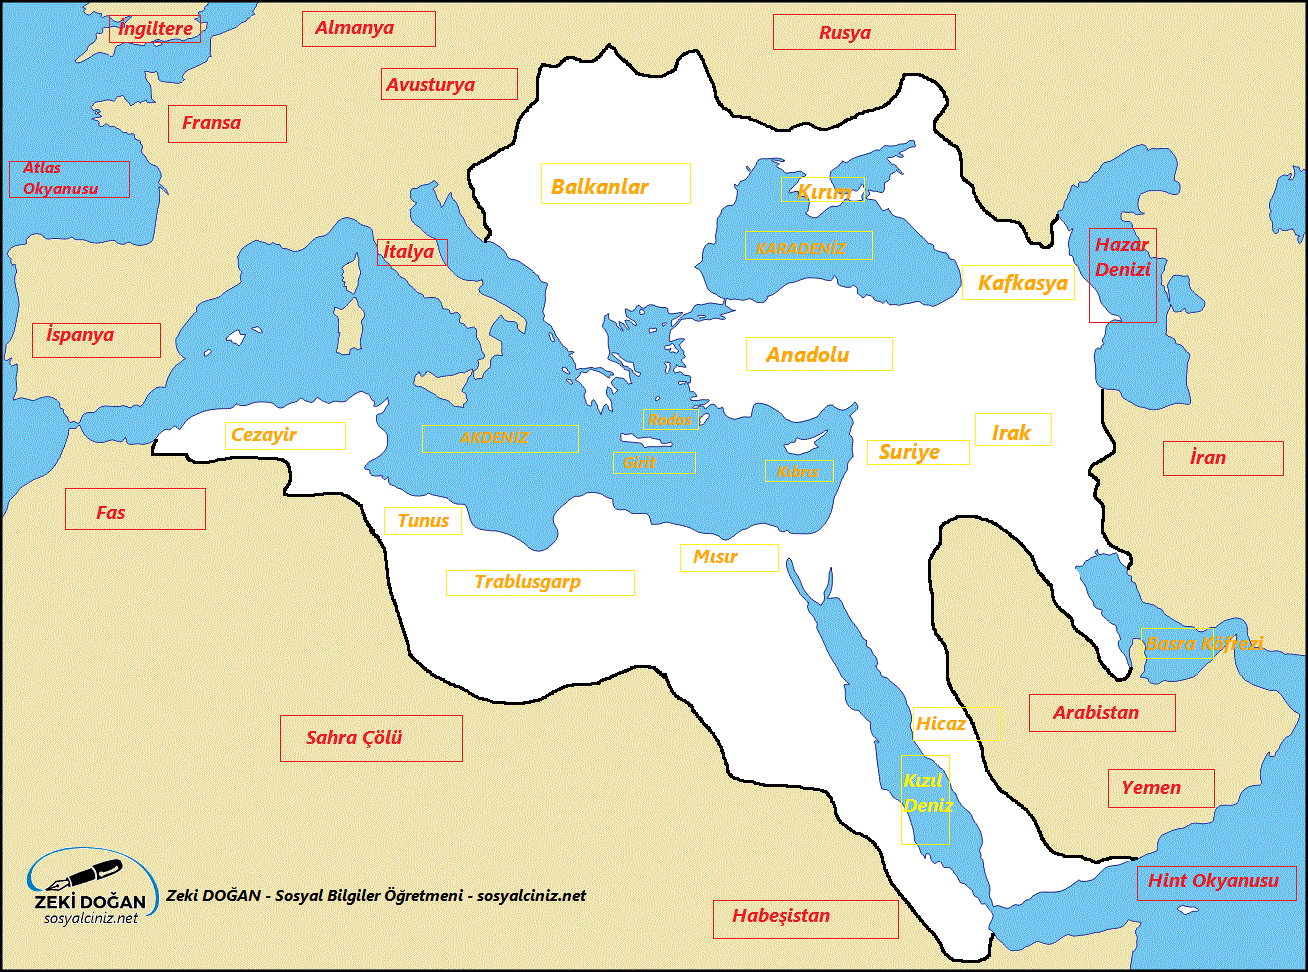 İngiltere
Almanya
Rusya
Avusturya
Fransa
Atlas
Okyanusu
Balkanlar
Kırım
İtalya
KARADENİZ
Hazar
Denizi
Kafkasya
İspanya
Anadolu
Rodos
Cezayir
AKDENİZ
Irak
Suriye
Girit
Kıbrıs
İran
Fas
Tunus
Mısır
Trablusgarp
Basra Köfrezi
Arabistan
Hicaz
Sahra Çölü
Kızıl
Deniz
Yemen
Hint Okyanusu
ZEKİ DOĞAN
sosyalciniz.net
Zeki DOĞAN - Sosyal Bilgiler Öğretmeni - sosyalciniz.net
Habeşistan